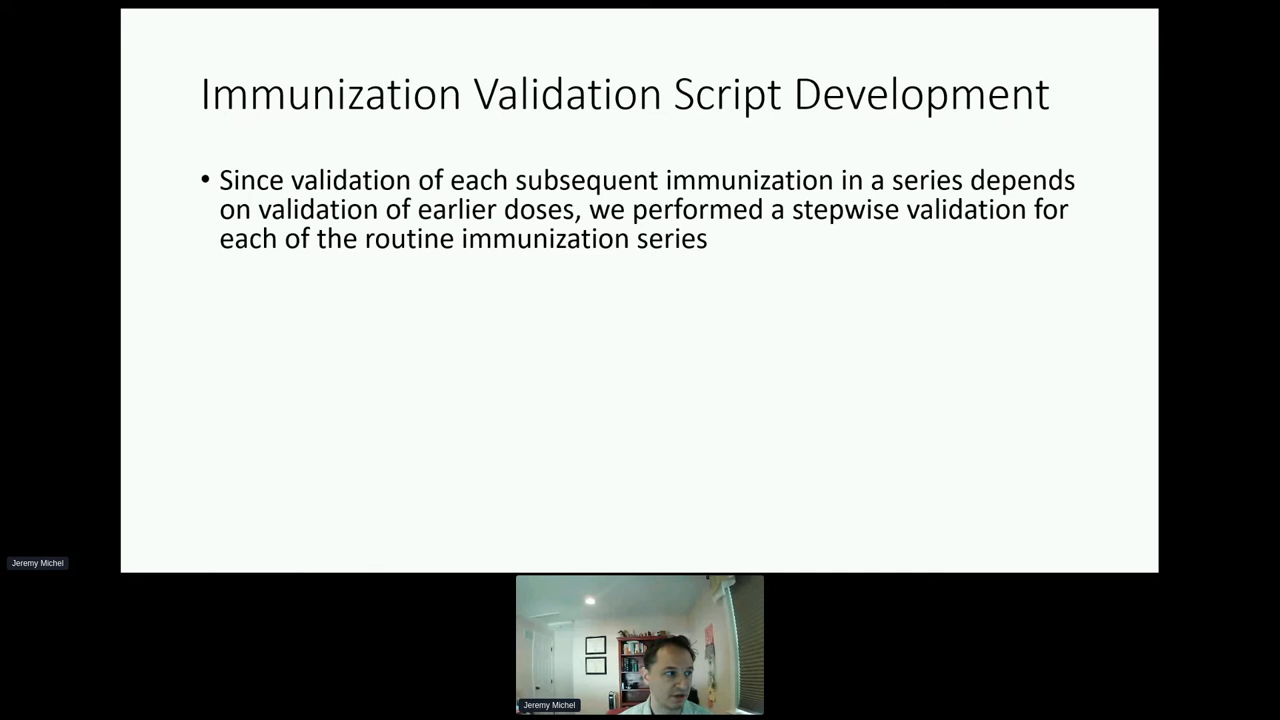 Immunization Validation Script Development
• Since validation of each subsequent immunization in a series depends
on validation of earlier doses, we performed a stepwise validation for
each of the routine immunization series
Jeremy Michel
Jeremy Michel